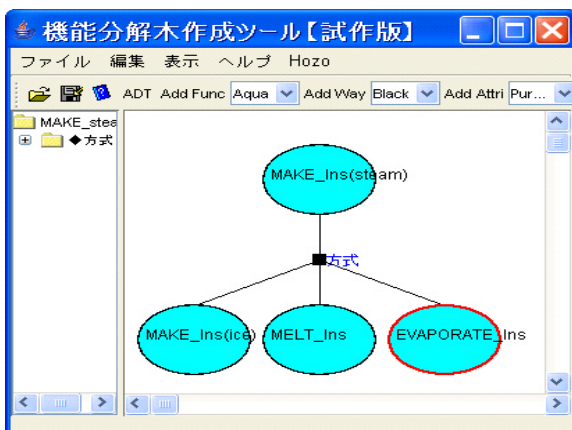 機能分解木作成ツール【試作版】
ファイル 編集 表示 ヘルプ Hozo
ADT Add Func Aqua Add Way Black Add Attri Pur...
MAKE_stea
◆方式
MAKE_Ins(steam)
方式
MAKE_Ins(ice) MELT_Ins EVAPORATE_Ins